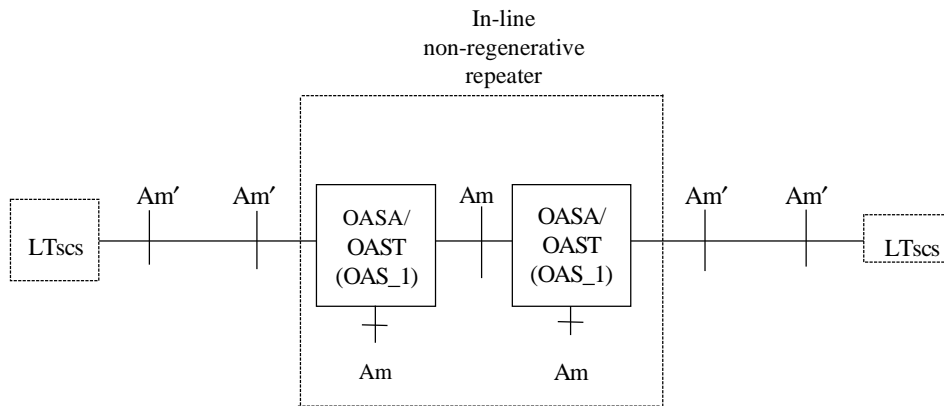 In-line
non-regenerative
repeater
Am′
Am′
Am
Am′
Am′
LTscs
OASA/
OAST
(OAS_1)
OASA/
OAST
(OAS_1)
LTscs
Am
Am